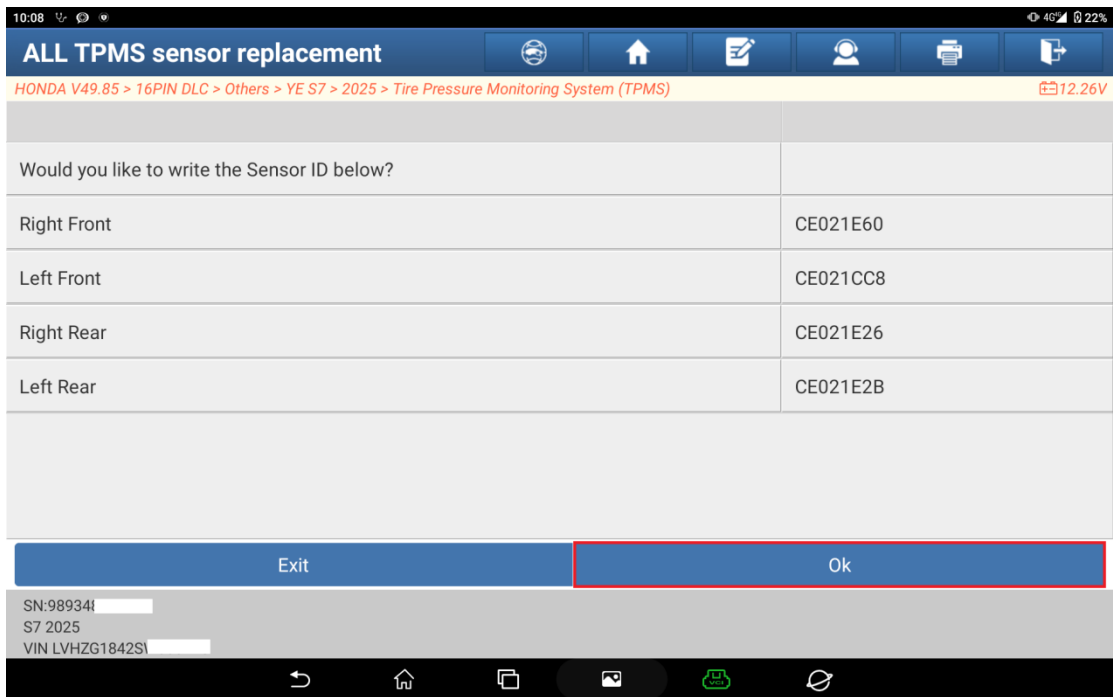 10:08 4G 22%
ALL TPMS sensor replacement
HONDA V49.85 > 16PIN DLC > Others > YE S7 > 2025 > Tire Pressure Monitoring System (TPMS) 12.26V
Would you like to write the Sensor ID below?
Right Front CE021E60
Left Front CE021CC8
Right Rear CE021E26
Left Rear CE021E2B
Exit Ok
SN:989348
S7 2025
VIN LVHZG1842S
VCI